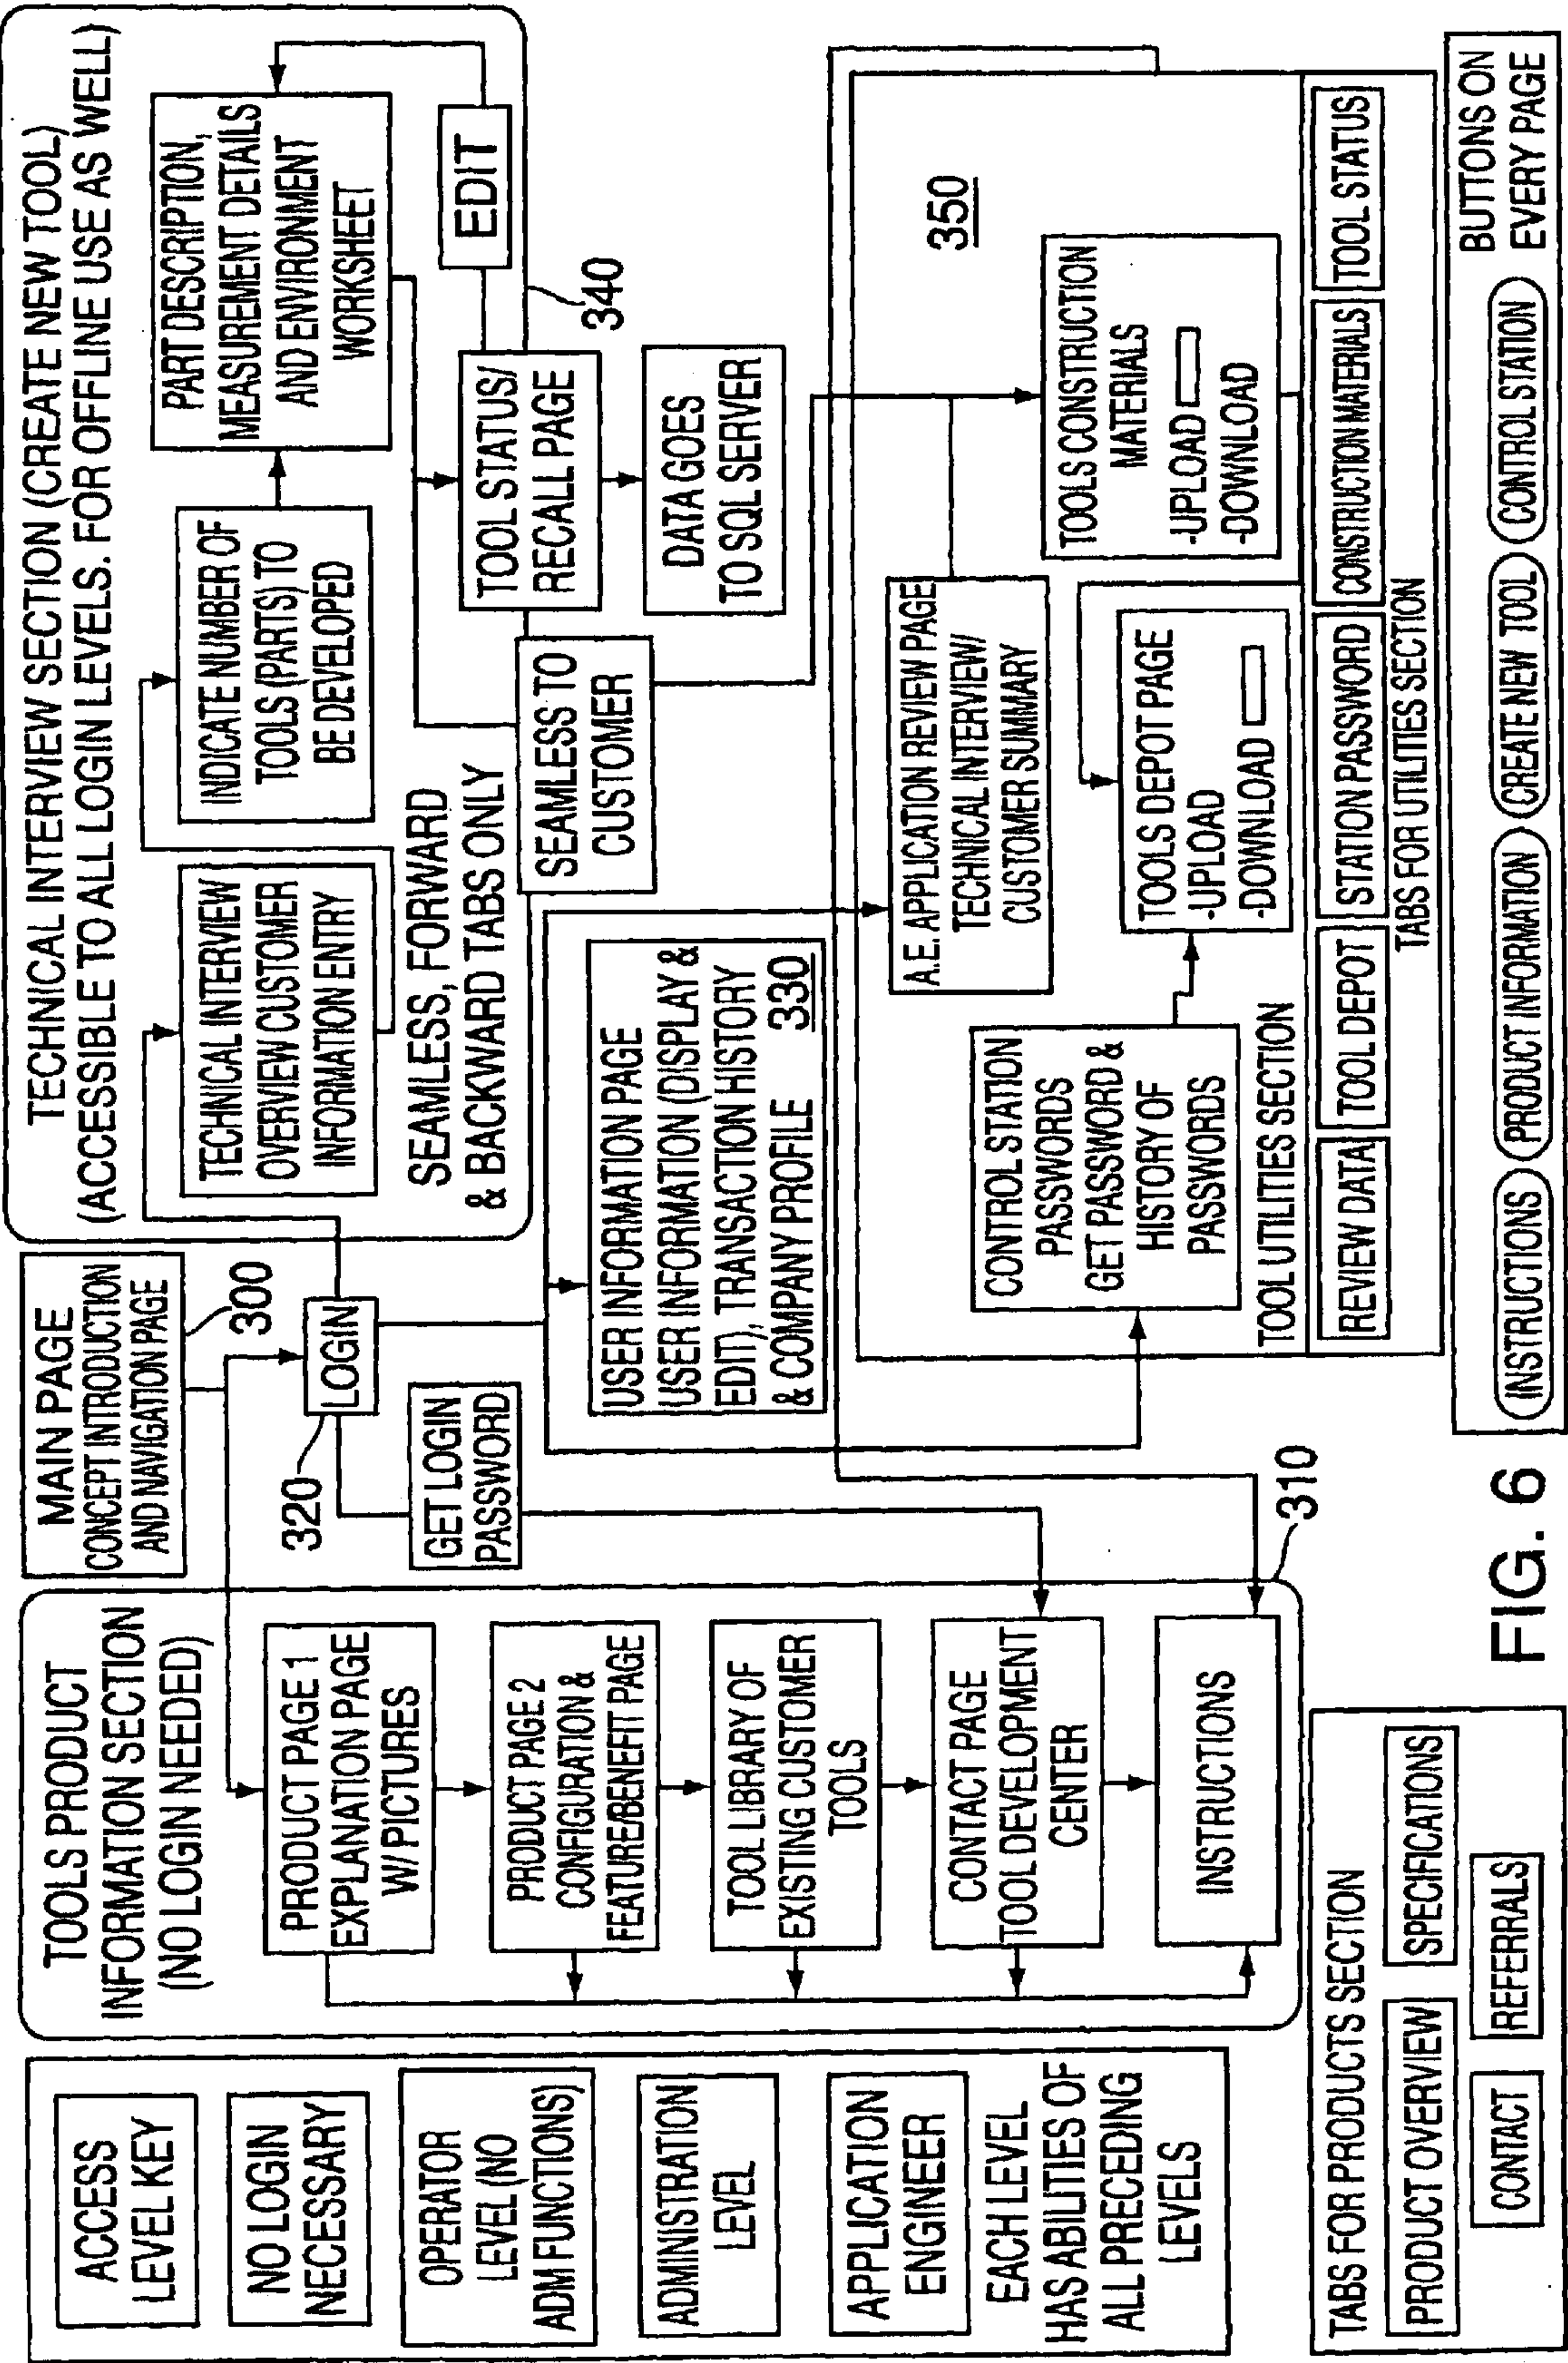 ACCESS
LEVEL KEY
NO LOGIN
NECESSARY
OPERATOR
LEVEL (NO
ADM FUNCTIONS)
ADMINISTRATION
LEVEL
APPLICATION
ENGINEER
EACH LEVEL
HAS ABILITIES OF
ALL PRECEDING
LEVELS
TOOLS PRODUCT
INFORMATION SECTION
(NO LOGIN NEEDED)
PRODUCT PAGE 1
EXPLANATION PAGE
W/ PICTURES
PRODUCT PAGE 2
CONFIGURATION &
FEATURE/BENEFIT PAGE
TOOL LIBRARY OF
EXISTING CUSTOMER
TOOLS
CONTACT PAGE
TOOL DEVELOPMENT
CENTER
INSTRUCTIONS
310
MAIN PAGE
CONCEPT INTRODUCTION
AND NAVIGATION PAGE
300
LOGIN
320
GET LOGIN
PASSWORD
TECHNICAL INTERVIEW SECTION (CREATE NEW TOOL)
(ACCESSIBLE TO ALL LOGIN LEVELS. FOR OFFLINE USE AS WELL)
TECHNICAL INTERVIEW
OVERVIEW CUSTOMER
INFORMATION ENTRY
INDICATE NUMBER OF
TOOLS (PARTS) TO
BE DEVELOPED
PART DESCRIPTION,
MEASUREMENT DETAILS
AND ENVIRONMENT
WORKSHEET
SEAMLESS, FORWARD
& BACKWARD TABS ONLY
EDIT
TOOL STATUS/
RECALL PAGE
340
SEAMLESS TO
CUSTOMER
DATA GOES
TO SQL SERVER
USER INFORMATION PAGE
USER INFORMATION (DISPLAY &
EDIT), TRANSACTION HISTORY
& COMPANY PROFILE 330
350
A.E. APPLICATION REVIEW PAGE
TECHNICAL INTERVIEW/
CUSTOMER SUMMARY
TOOLS CONSTRUCTION
MATERIALS
-UPLOAD
-DOWNLOAD
CONTROL STATION
PASSWORDS
GET PASSWORD &
HISTORY OF
PASSWORDS
TOOLS DEPOT PAGE
-UPLOAD
-DOWNLOAD
TOOL UTILITIES SECTION
REVIEW DATA TOOL DEPOT STATION PASSWORD CONSTRUCTION MATERIALS TOOL STATUS
TABS FOR UTILITIES SECTION
TABS FOR PRODUCTS SECTION
PRODUCT OVERVIEW SPECIFICATIONS
CONTACT REFERRALS
BUTTONS ON
EVERY PAGE
INSTRUCTIONS PRODUCT INFORMATION CREATE NEW TOOL CONTROL STATION
FIG. 6